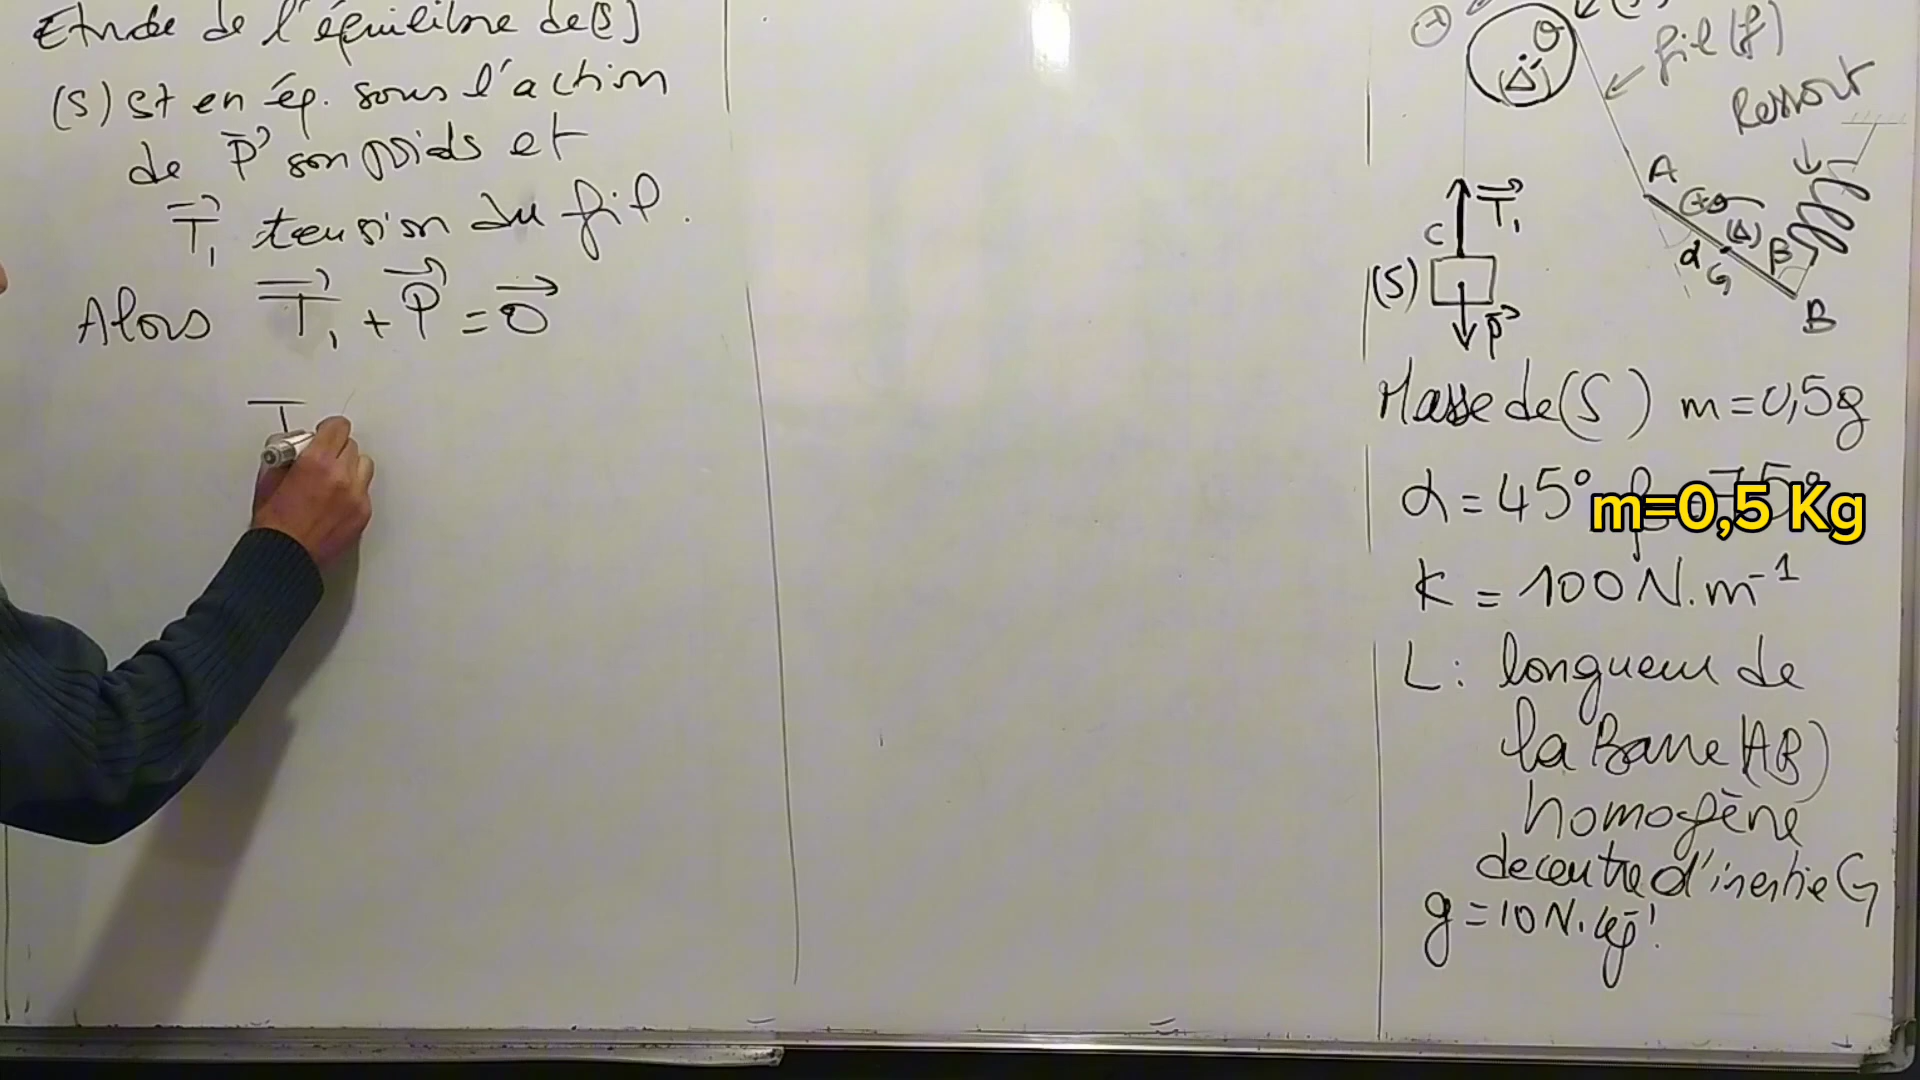 Etude de l'équilibre de (S)
(S) est en éq. sous l'action
de P son poids et
T₁ tension du fil.
Alors T₁ + P = 0
T
fil (f)
(Δ')
Ressort
A
(Δ)
α
G
β
B
T₁
C
(S)
P
Masse de (S) m = 0,5g
α = 45°
m=0,5 Kg
K = 100 N.m⁻¹
L : longueur de
la Barre (AB)
homogène
de centre d'inertie G
g = 10 N.kg⁻¹.